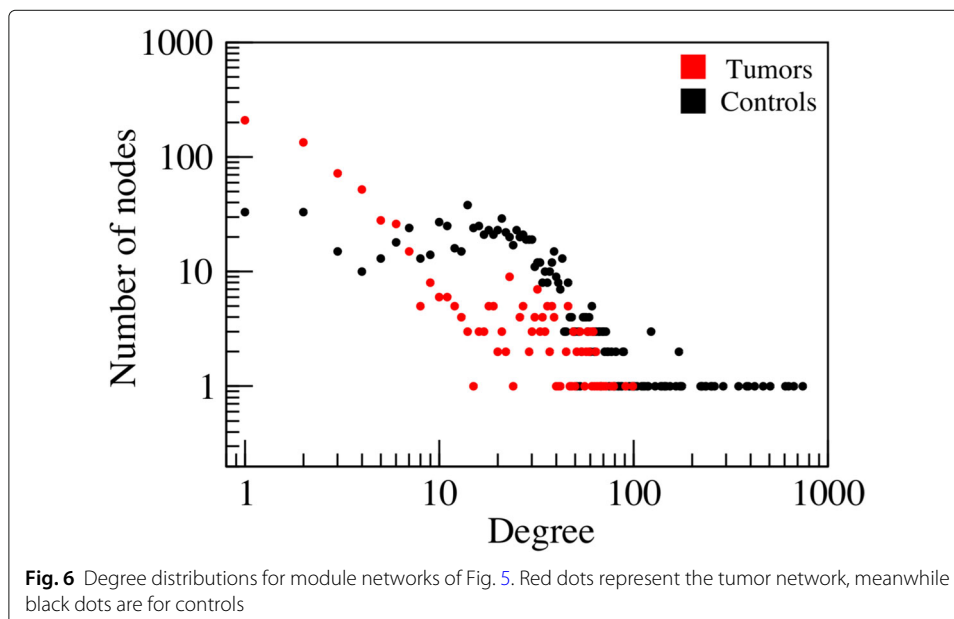 1000
100
10
1
Number of nodes
Tumors
Controls
1 10 100 1000
Degree
Fig. 6 Degree distributions for module networks of Fig. 5. Red dots represent the tumor network, meanwhile
black dots are for controls